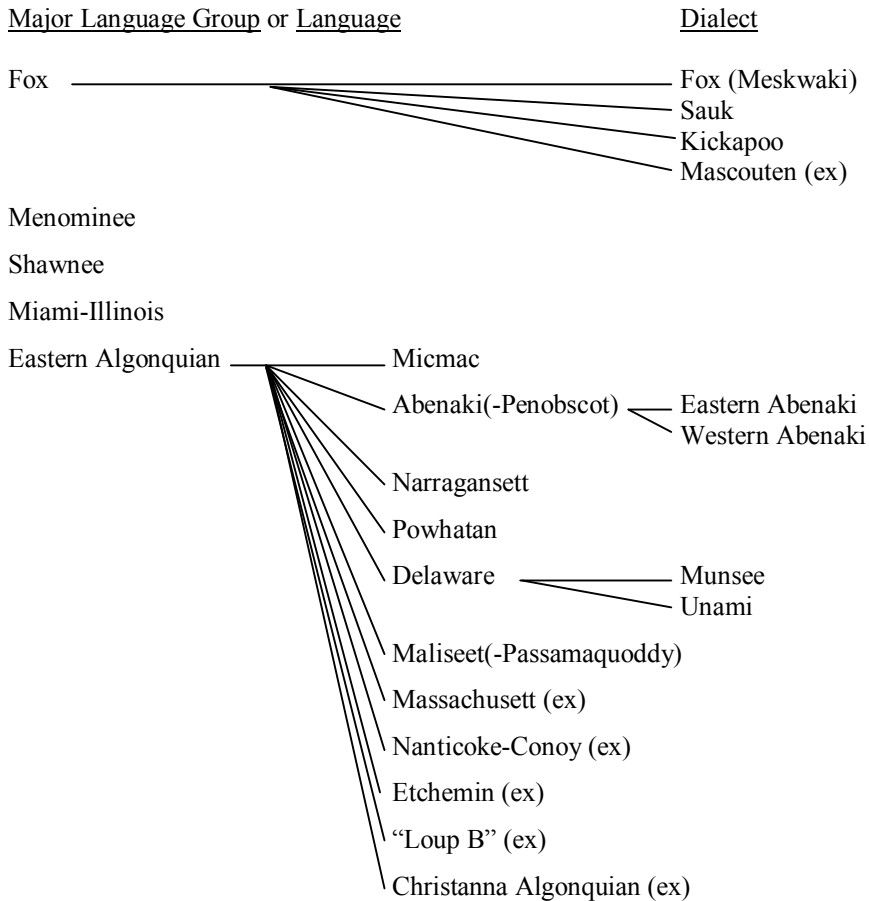 Major Language Group or Language Dialect
Fox Fox (Meskwaki)
Sauk
Kickapoo
Mascouten (ex)
Menominee
Shawnee
Miami-Illinois
Eastern Algonquian Micmac
Abenaki(-Penobscot) Eastern Abenaki
Western Abenaki
Narragansett
Powhatan
Delaware Munsee
Unami
Maliseet(-Passamaquoddy)
Massachusett (ex)
Nanticoke-Conoy (ex)
Etchemin (ex)
“Loup B” (ex)
Christanna Algonquian (ex)